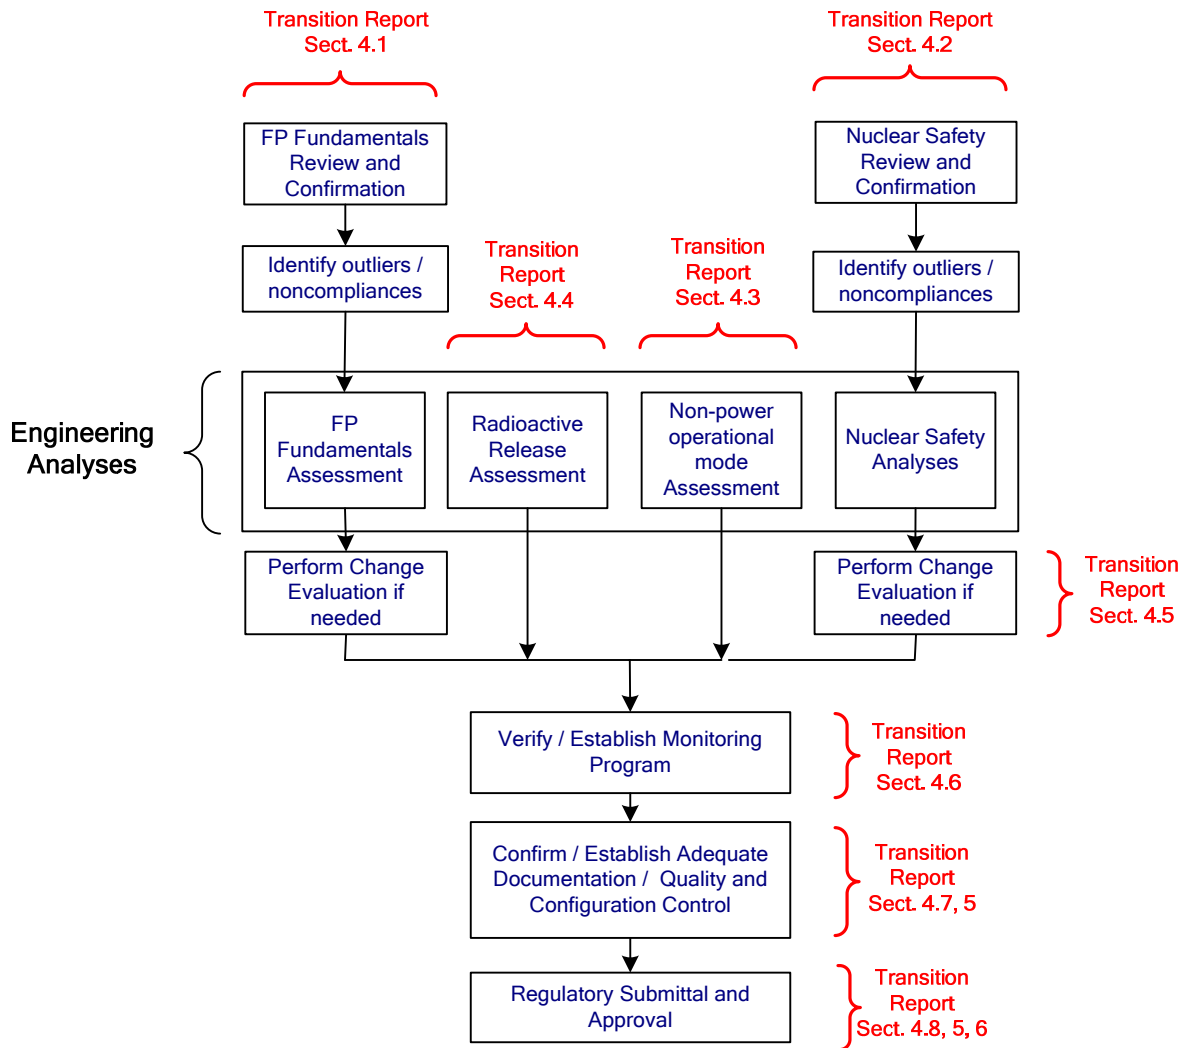 Transition Report
Sect. 4.1
Transition Report
Sect. 4.2
FP Fundamentals
Review and
Confirmation
Nuclear Safety
Review and
Confirmation
Identify outliers /
noncompliances
Transition
Report
Sect. 4.4
Transition
Report
Sect. 4.3
Identify outliers /
noncompliances
Engineering
Analyses
FP
Fundamentals
Assessment
Radioactive
Release
Assessment
Non-power
operational
mode
Assessment
Nuclear Safety
Analyses
Perform Change
Evaluation if
needed
Perform Change
Evaluation if
needed
Transition
Report
Sect. 4.5
Verify / Establish Monitoring
Program
Transition
Report
Sect. 4.6
Confirm / Establish Adequate
Documentation /  Quality and
Configuration Control
Transition
Report
Sect. 4.7, 5
Regulatory Submittal and
Approval
Transition
Report
Sect. 4.8, 5, 6